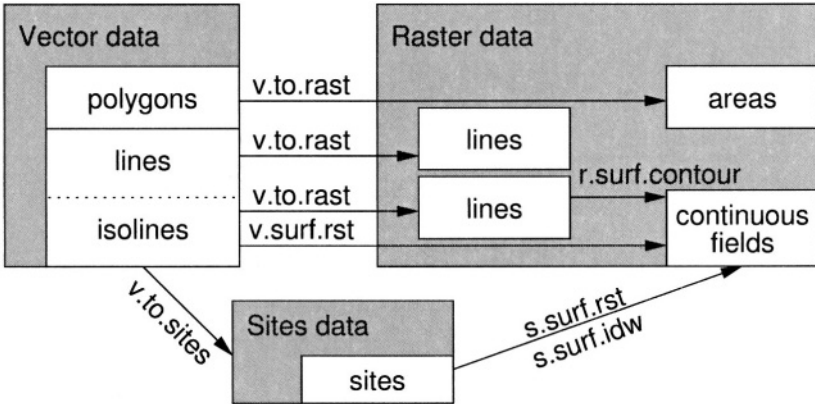 Vector data
Raster data
polygons
v.to.rast
areas
lines
v.to.rast
lines
v.to.rast
lines
r.surf.contour
isolines
v.surf.rst
continuous
fields
v.to.sites
Sites data
sites
s.surf.rst
s.surf.idw